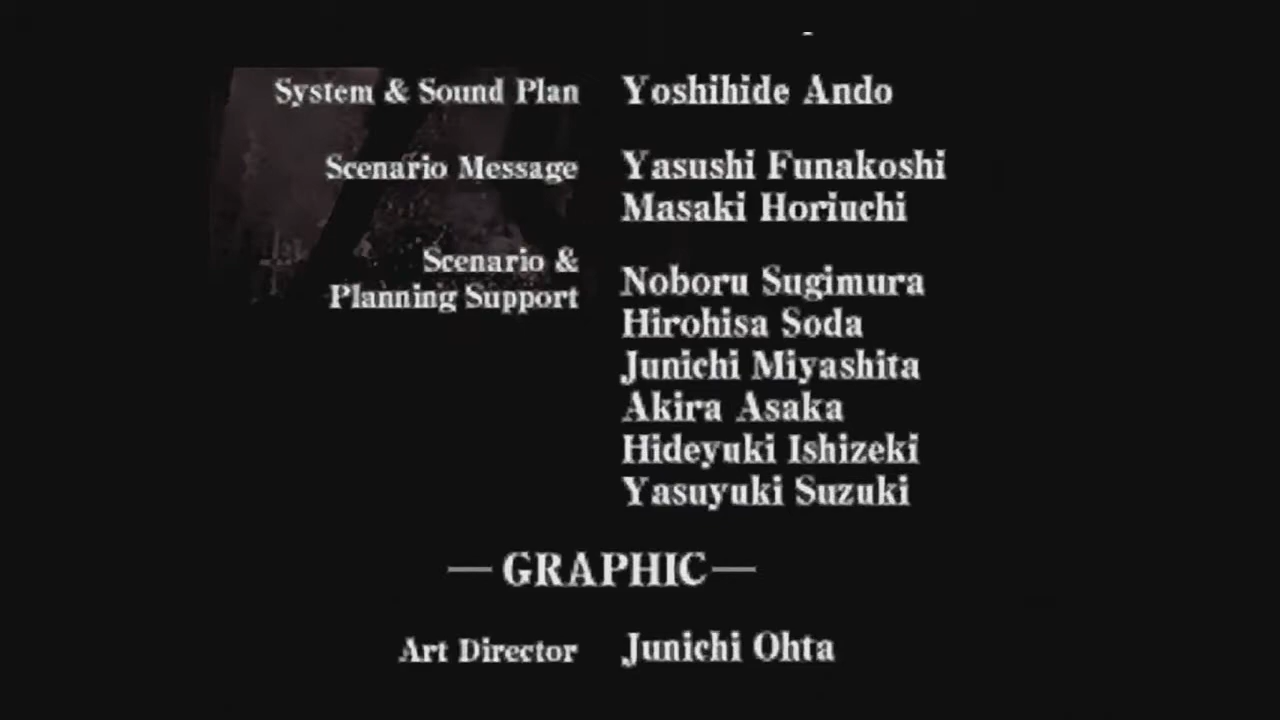 System & Sound Plan Yoshihide Ando
Scenario Message Yasushi Funakoshi
Masaki Horiuchi
Scenario &
Planning Support Noboru Sugimura
Hirohisa Soda
Junichi Miyashita
Akira Asaka
Hideyuki Ishizeki
Yasuyuki Suzuki
— GRAPHIC —
Art Director Junichi Ohta